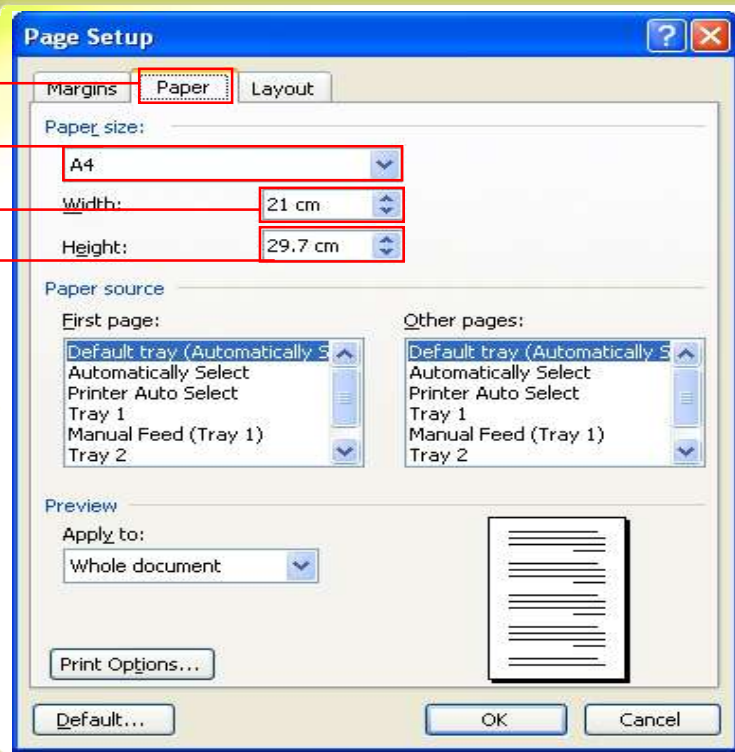 Page Setup
Margins Paper Layout
Paper size:
A4
Width: 21 cm
Height: 29.7 cm
Paper source
First page: Other pages:
Default tray (Automatically S Default tray (Automatically S
Automatically Select Automatically Select
Printer Auto Select Printer Auto Select
Tray 1 Tray 1
Manual Feed (Tray 1) Manual Feed (Tray 1)
Tray 2 Tray 2
Preview
Apply to:
Whole document
Print Options...
Default... OK Cancel